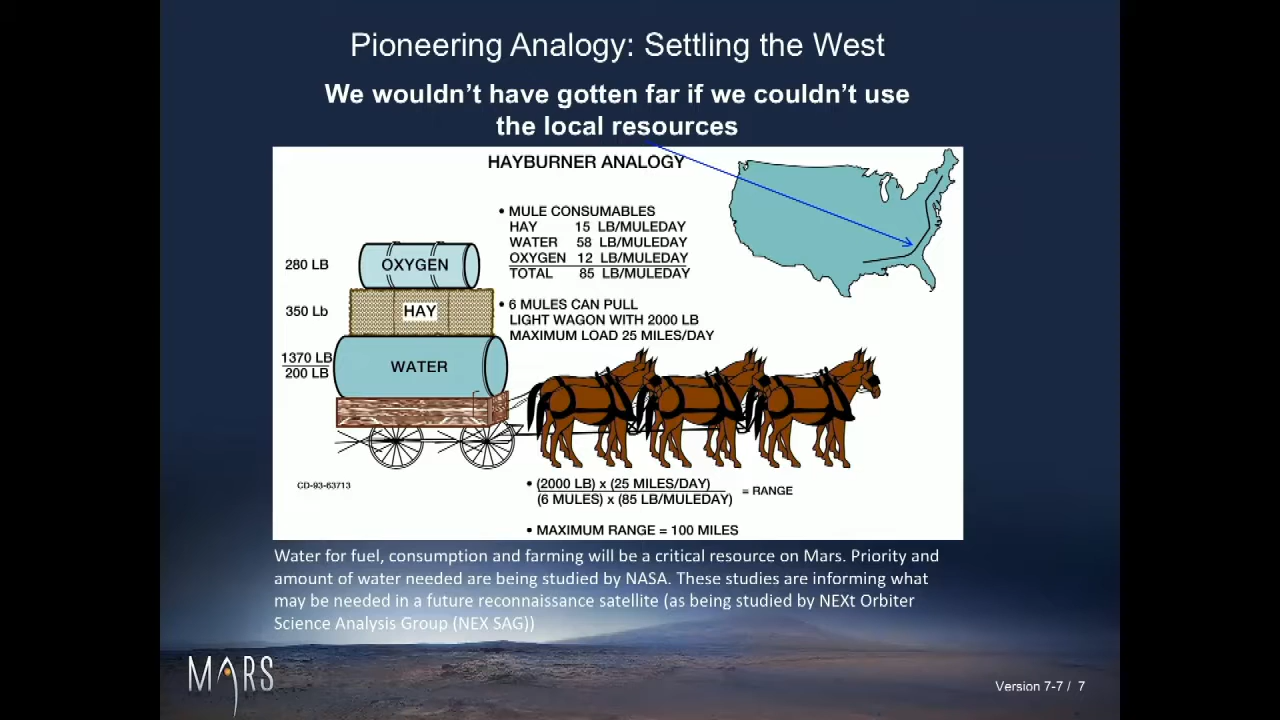 Pioneering Analogy: Settling the West
We wouldn't have gotten far if we couldn't use
the local resources
HAYBURNER ANALOGY
• MULE CONSUMABLES
HAY 15 LB/MULEDAY
WATER 58 LB/MULEDAY
OXYGEN 12 LB/MULEDAY
TOTAL 85 LB/MULEDAY
• 6 MULES CAN PULL
LIGHT WAGON WITH 2000 LB
MAXIMUM LOAD 25 MILES/DAY
280 LB
OXYGEN
350 Lb
HAY
1370 LB
200 LB
WATER
CD-93-63713
• (2000 LB) x (25 MILES/DAY)
(6 MULES) x (85 LB/MULEDAY)
= RANGE
• MAXIMUM RANGE = 100 MILES
Water for fuel, consumption and farming will be a critical resource on Mars. Priority and
amount of water needed are being studied by NASA. These studies are informing what
may be needed in a future reconnaissance satellite (as being studied by NEXt Orbiter
Science Analysis Group (NEX SAG))
MARS
Version 7-7 / 7